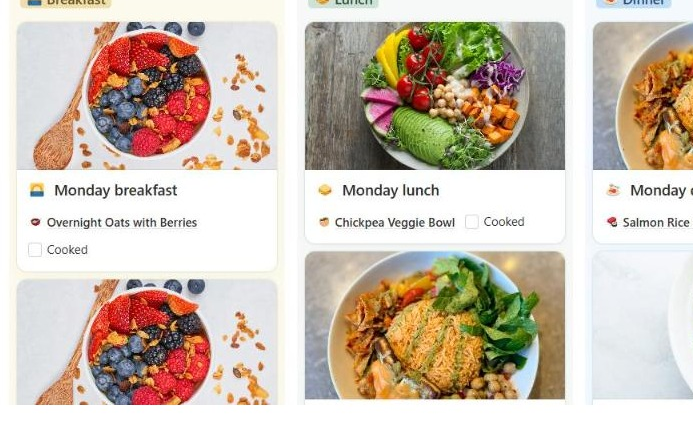 Breakfast
Lunch
Dinner
Monday breakfast
Overnight Oats with Berries
Cooked
Monday lunch
Chickpea Veggie Bowl
Cooked
Monday
Salmon Rice